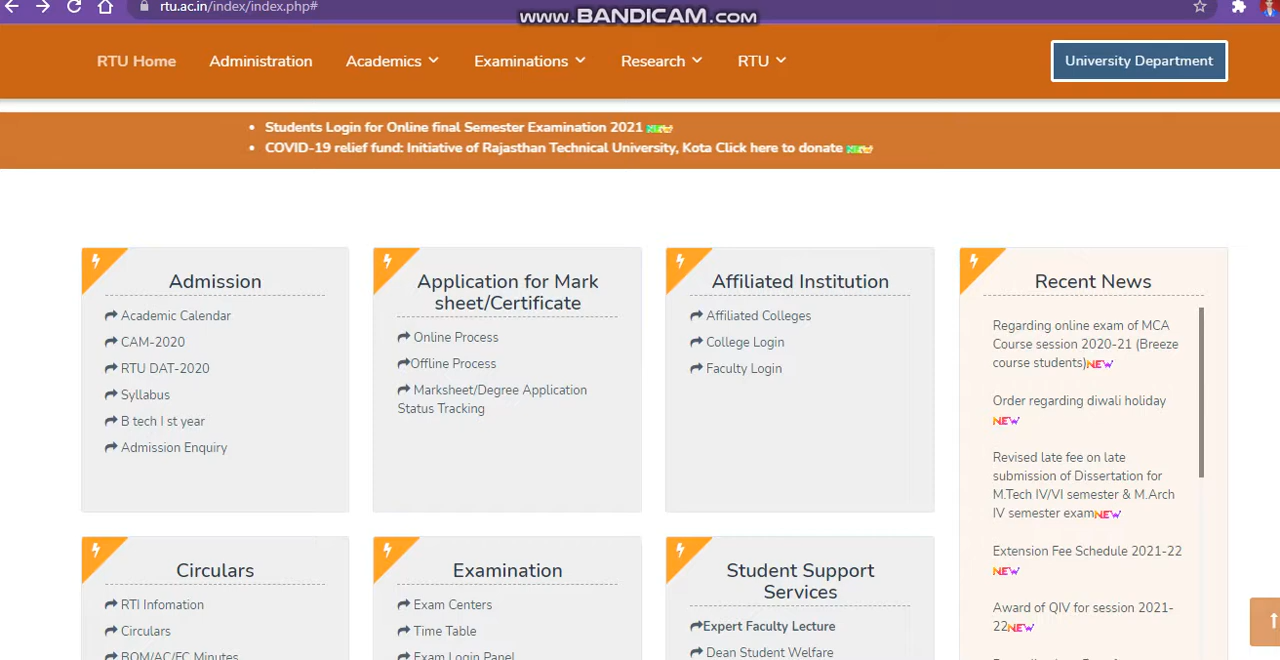 rtu.ac.in/index/index.php#
www.BANDICAM.com
RTU Home Administration Academics Examinations Research RTU University Department
Students Login for Online final Semester Examination 2021
COVID-19 relief fund: Initiative of Rajasthan Technical University, Kota Click here to donate
Admission
Academic Calendar
CAM-2020
RTU DAT-2020
Syllabus
B tech I st year
Admission Enquiry
Application for Mark
sheet/Certificate
Online Process
Offline Process
Marksheet/Degree Application
Status Tracking
Affiliated Institution
Affiliated Colleges
College Login
Faculty Login
Recent News
Regarding online exam of MCA
Course session 2020-21 (Breeze
course students)NEW
Order regarding diwali holiday
NEW
Revised late fee on late
submission of Dissertation for
M.Tech IV/VI semester & M.Arch
IV semester examNEW
Extension Fee Schedule 2021-22
NEW
Award of QIV for session 2021-
22NEW
Circulars
RTI Infomation
Circulars
BOM/AC/FC Minutes
Examination
Exam Centers
Time Table
Exam Login Panel
Student Support
Services
Expert Faculty Lecture
Dean Student Welfare